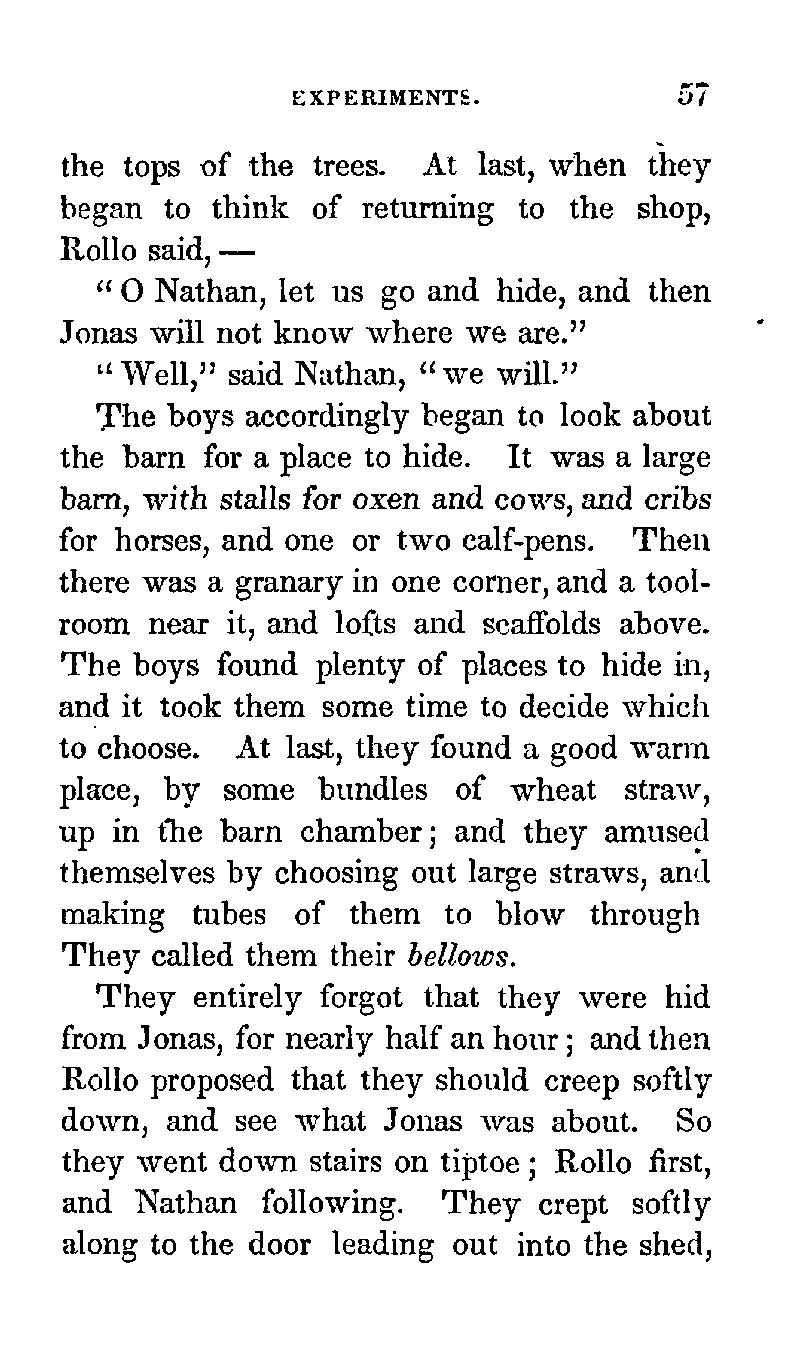 EXPERIMENTS. 57
the tops of the trees. At last, when they
began to think of returning to the shop,
Rollo said, —
“ O Nathan, let us go and hide, and then
Jonas will not know where we are.”
“ Well,” said Nathan, “ we will.”
The boys accordingly began to look about
the barn for a place to hide. It was a large
barn, with stalls for oxen and cows, and cribs
for horses, and one or two calf-pens. Then
there was a granary in one corner, and a tool-
room near it, and lofts and scaffolds above.
The boys found plenty of places to hide in,
and it took them some time to decide which
to choose. At last, they found a good warm
place, by some bundles of wheat straw,
up in the barn chamber ; and they amused
themselves by choosing out large straws, and
making tubes of them to blow through
They called them their bellows.
They entirely forgot that they were hid
from Jonas, for nearly half an hour ; and then
Rollo proposed that they should creep softly
down, and see what Jonas was about. So
they went down stairs on tiptoe ; Rollo first,
and Nathan following. They crept softly
along to the door leading out into the shed,